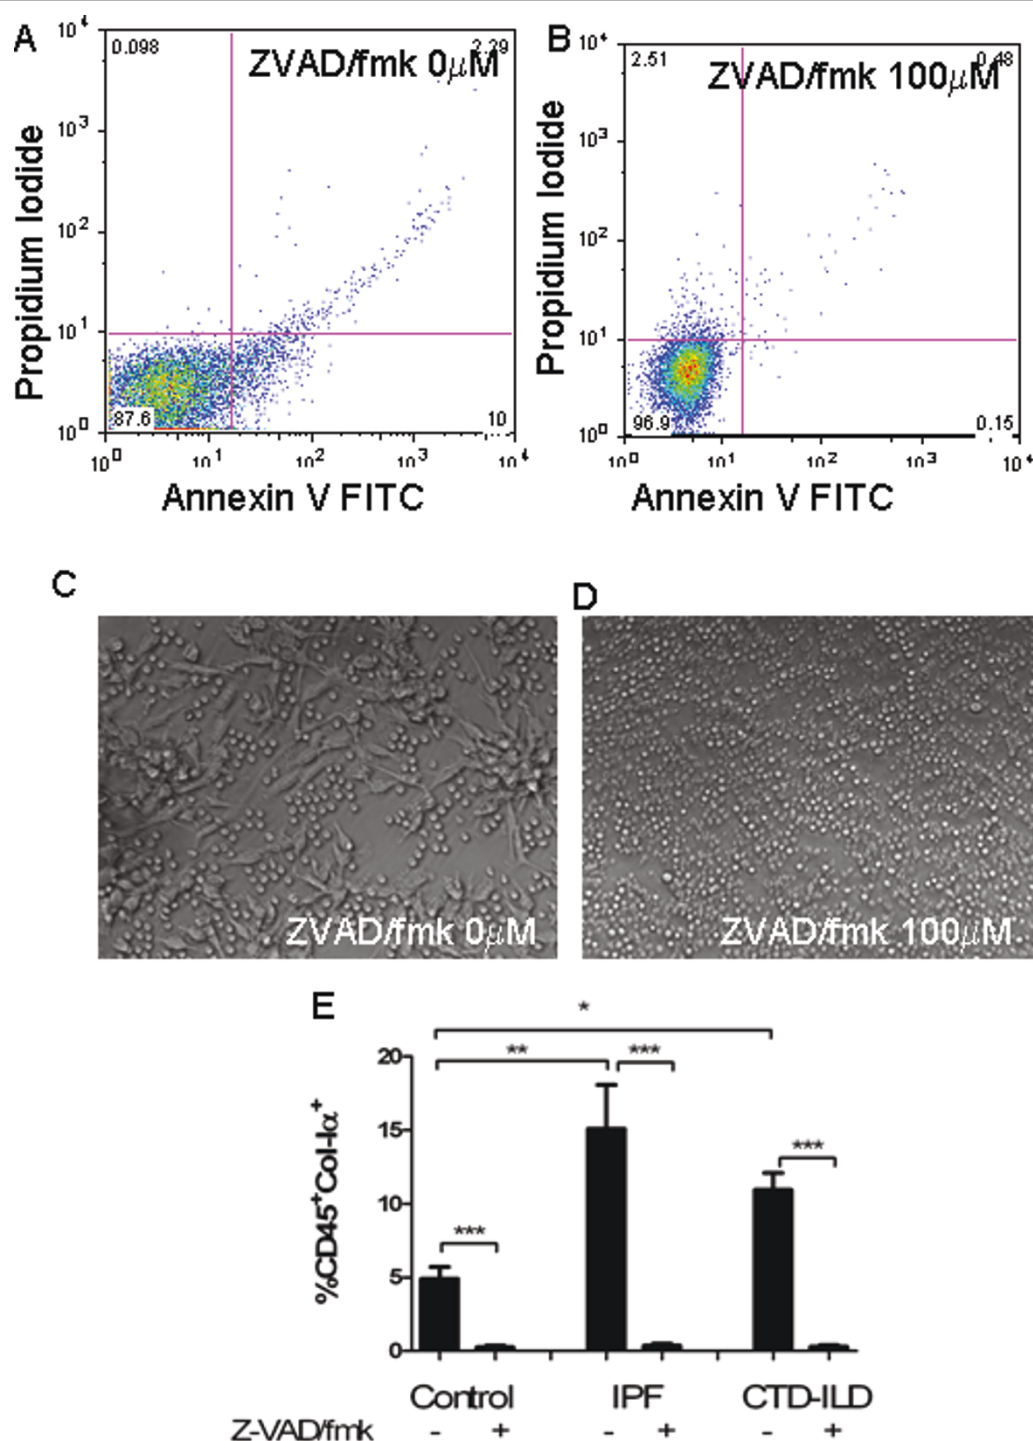 A
0.098
2.29
ZVAD/fmk 0μM
10⁴
10³
10²
10¹
10⁰
Propidium Iodide
87.6
10
10⁰ 10¹ 10² 10³ 10⁴
Annexin V FITC
B
2.51
0.48
ZVAD/fmk 100μM
10⁴
10³
10²
10¹
10⁰
Propidium Iodide
96.9
0.15
10⁰ 10¹ 10² 10³ 10⁴
Annexin V FITC
C
ZVAD/fmk 0μM
D
ZVAD/fmk 100μM
E
*
** ***
***
***
20
15
10
5
0
%CD45⁺Col-Iα⁺
Control IPF CTD-ILD
Z-VAD/fmk - + - + - +